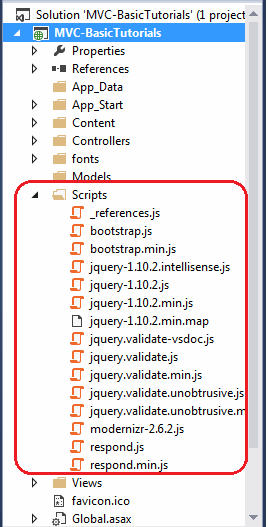 Solution 'MVC-BasicTutorials' (1 project
MVC-BasicTutorials
Properties
References
App_Data
App_Start
Content
Controllers
fonts
Models
Scripts
_references.js
bootstrap.js
bootstrap.min.js
jquery-1.10.2.intellisense.js
jquery-1.10.2.js
jquery-1.10.2.min.js
jquery-1.10.2.min.map
jquery.validate-vsdoc.js
jquery.validate.js
jquery.validate.min.js
jquery.validate.unobtrusive.js
jquery.validate.unobtrusive.m
modernizr-2.6.2.js
respond.js
respond.min.js
Views
favicon.ico
Global.asax